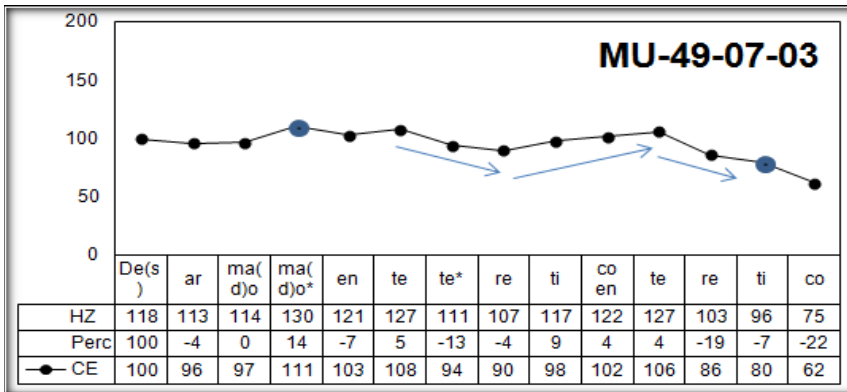 200
MU-49-07-03
150
100
50
0
De(s) ar ma(d)o ma(d)o* en te te* re ti co en te re ti co
HZ 118 113 114 130 121 127 111 107 117 122 127 103 96 75
Perc 100 -4 0 14 -7 5 -13 -4 9 4 4 -19 -7 -22
CE 100 96 97 111 103 108 94 90 98 102 106 86 80 62